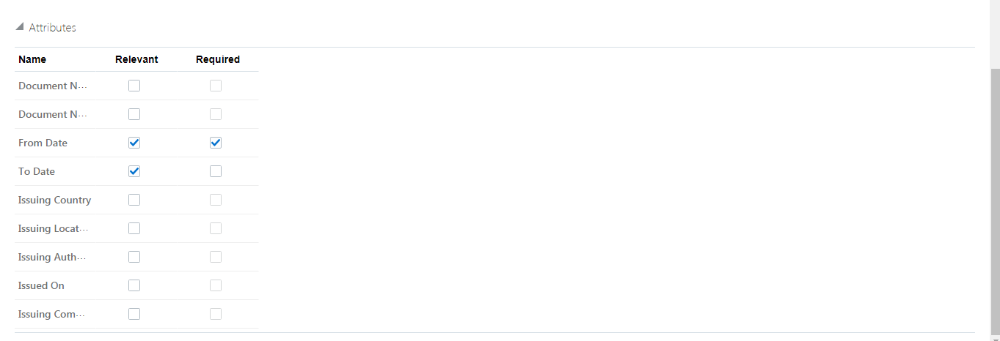 Attributes
Name Relevant Required
Document N...
Document N...
From Date
To Date
Issuing Country
Issuing Locat...
Issuing Auth...
Issued On
Issuing Com...